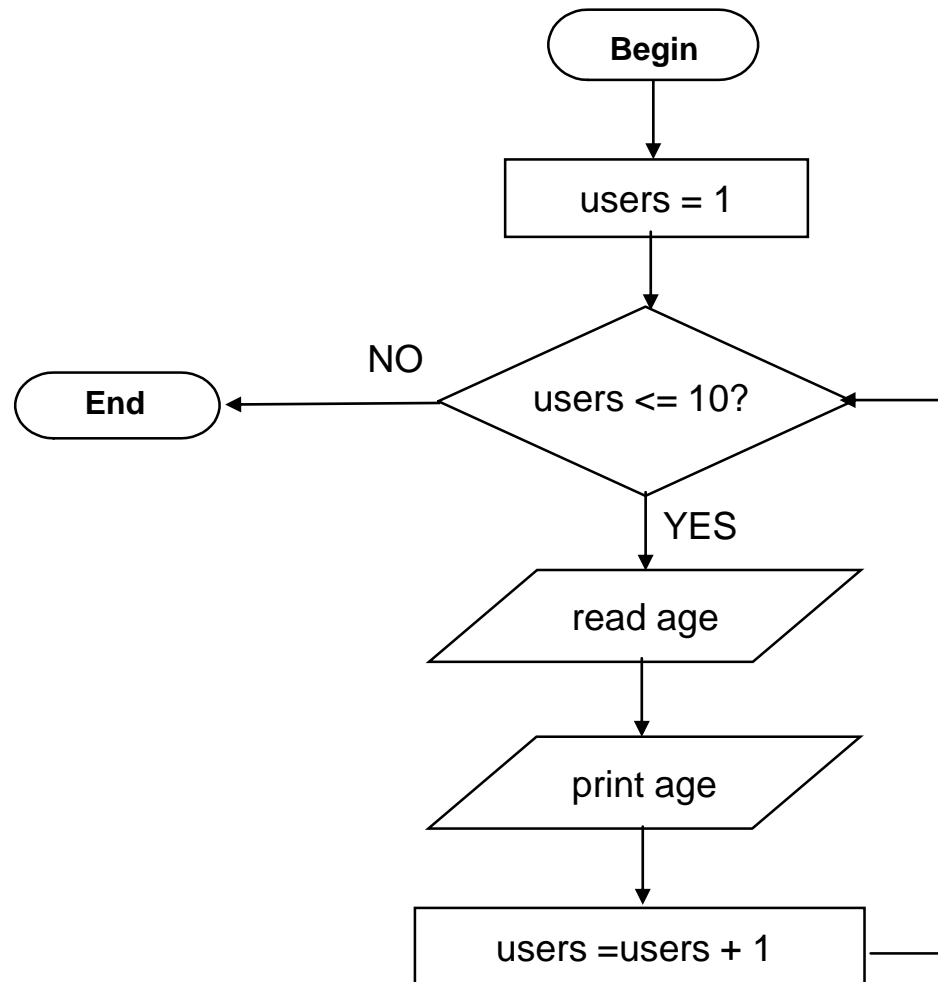 Begin
users = 1
NO
End
users <= 10?
YES
read age
print age
users =users + 1